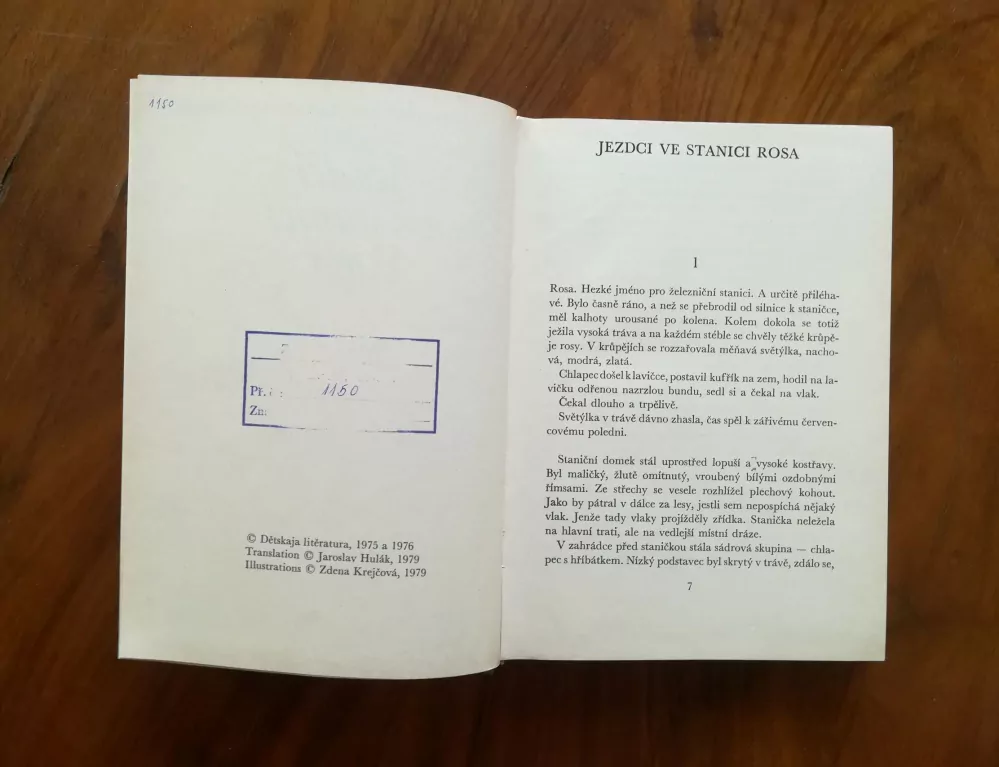 1150
Př.
1150
© Dětskaja litěratura, 1975 a 1976
Translation © Jaroslav Hulák, 1979
Illustrations © Zdena Krejčová, 1979
JEZDCI VE STANICI ROSA
1
Rosa. Hezké jméno pro železniční stanici. A určitě příléha-
vé. Bylo časně ráno, a než se přebrodil od silnice k staničce,
měl kalhoty urousané po kolena. Kolem dokola se totiž
ježila vysoká tráva a na každém stéble se chvěly těžké krůpě-
je rosy. V krůpějích se rozzařovala měňavá světýlka, nacho-
vá, modrá, zlatá.
Chlapec došel k lavičce, postavil kufřík na zem, hodil na la-
vičku odřenou nazrzlou bundu, sedl si a čekal na vlak.
Čekal dlouho a trpělivě.
Světýlka v trávě dávno zhasla, čas spěl k zářivému červen-
covému poledni.
Staniční domek stál uprostřed lopuší a vysoké kostřavy.
Byl maličký, žlutě omítnutý, vroubený bílými ozdobnými
římsami. Ze střechy se vesele rozhlížel plechový kohout.
Jako by pátral v dálce za lesy, jestli sem nepospíchá nějaký
vlak. Jenže tady vlaky projížděly zřídka. Stanička neležela
na hlavní trati, ale na vedlejší místní dráze.
V zahrádce před staničkou stála sádrová skupina — chla-
pec s hříbátkem. Nízký podstavec byl skrytý v trávě, zdálo se,
7